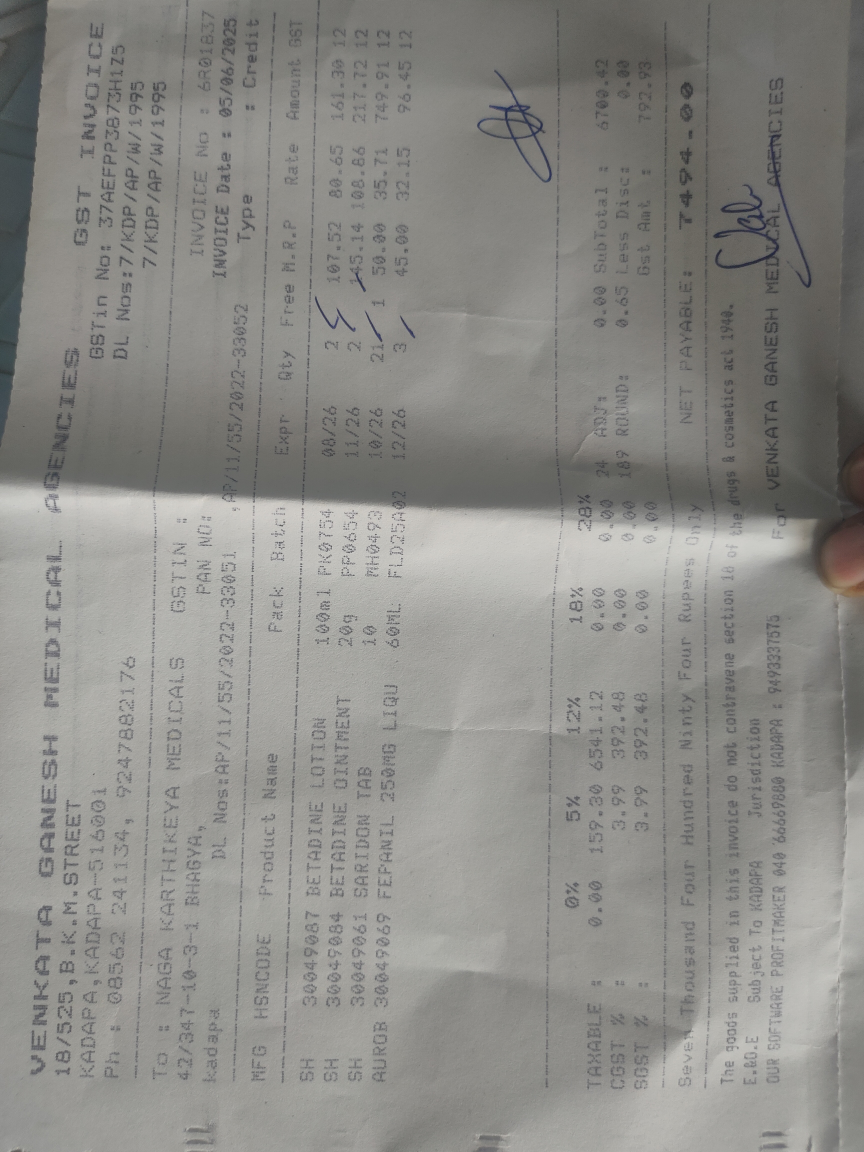 VENKATA GANESH MEDICAL AGENCIES GST INVOICE
18/525,B.K.M.STREET GSTin No: 37AEFPP3873H1Z5
KADAPA,KADAPA-516001 DL Nos:7/KDP/AP/W/1995
Ph : 08562 241134, 9247882176 7/KDP/AP/W/1995
To : NAGA KARTHIKEYA MEDICALS GSTIN : INVOICE No : 6R01837
42/347-10-3-1 BHAGYA, PAN NO: INVOICE Date : 05/06/2025
kadapa DL Nos:AP/11/55/2022-33051 ,AP/11/55/2022-33052 Type : Credit
MFG HSNCODE Product Name Pack Batch Expr Qty Free M.R.P Rate Amount GST
SH 30049087 BETADINE LOTION 100ml PK0754 08/26 2 107.52 80.65 161.30 12
SH 30049084 BETADINE OINTMENT 20g PP0654 11/26 2 145.14 108.86 217.72 12
SH 30049061 SARIDON TAB 10 MH0493 10/26 21 1 50.00 35.71 749.91 12
AUROB 30049069 FEPANIL 250MG LIQU 60ML FLD25A02 12/26 3 45.00 32.15 96.45 12
0% 5% 12% 18% 28%
TAXABLE : 0.00 159.30 6541.12 0.00 0.00 24 ADJ: 0.00 SubTotal : 6700.42
CGST % : 3.99 392.48 0.00 0.00 189 ROUND: 0.65 Less Disc: 0.00
SGST % : 3.99 392.48 0.00 0.00 Gst Amt : 792.93
Seven Thousand Four Hundred Ninty Four Rupees Only NET PAYABLE: 7494.00
The goods supplied in this invoice do not contravene section 18 of the drugs & cosmetics act 1940.
E.&O.E Subject To KADAPA Jurisdiction
OUR SOFTWARE PROFITMAKER 040 66669880 KADAPA : 9493337575 For VENKATA GANESH MEDICAL AGENCIES